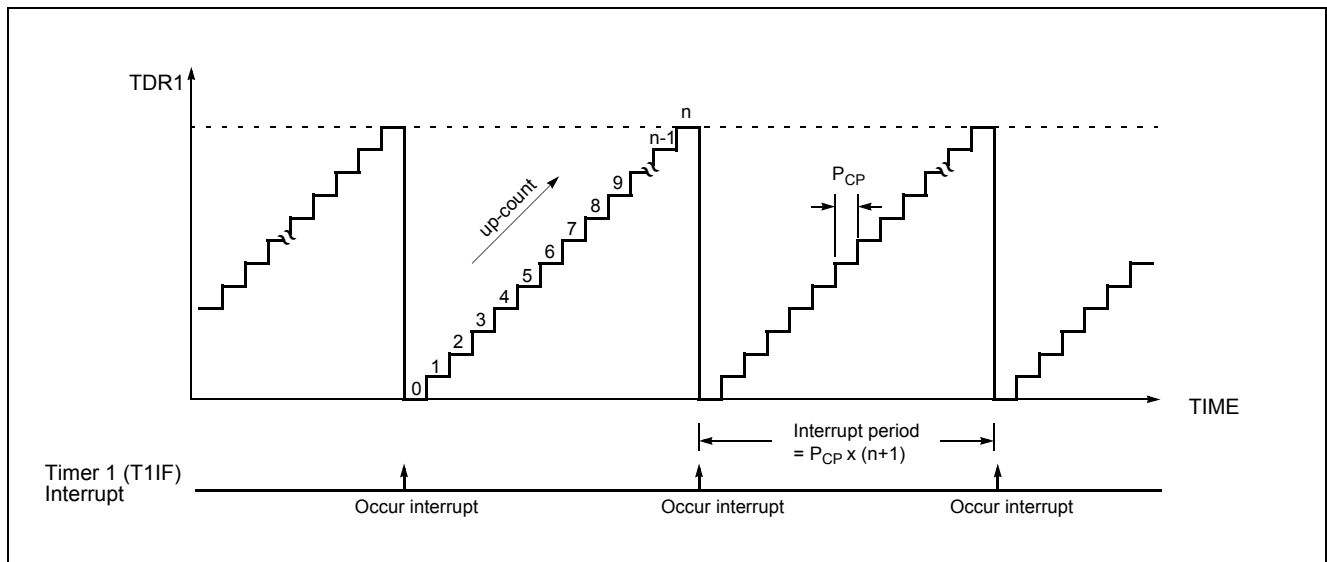 TDR1
n
n-1
9
8
7
6
5
4
3
2
1
0
up-count
PCP
TIME
Interrupt period
= PCP x (n+1)
Timer 1 (T1IF)
Interrupt
Occur interrupt
Occur interrupt
Occur interrupt